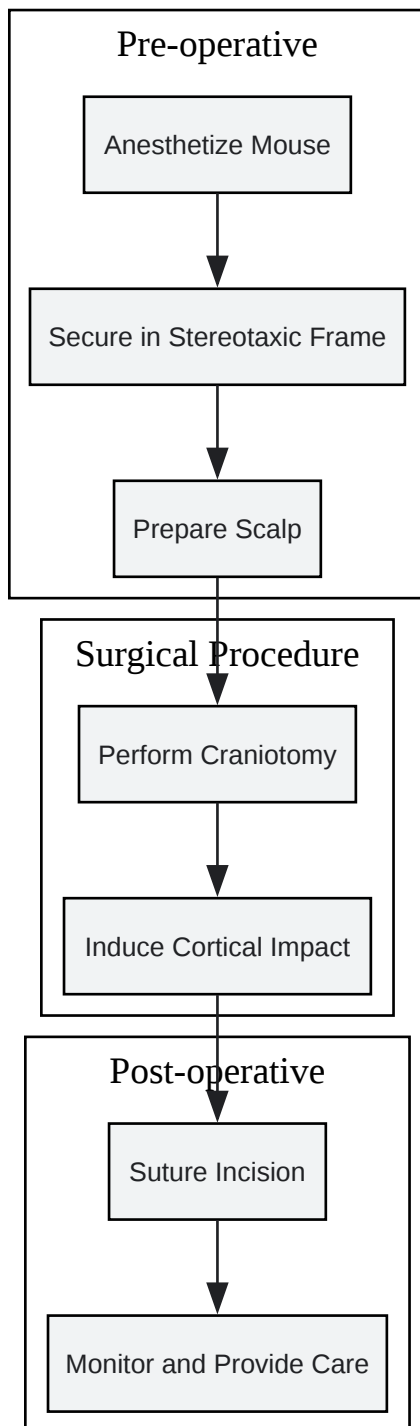 Pre-operative
Anesthetize Mouse
Secure in Stereotaxic Frame
Prepare Scalp
Surgical Procedure
Perform Craniotomy
Induce Cortical Impact
Post-operative
Suture Incision
Monitor and Provide Care